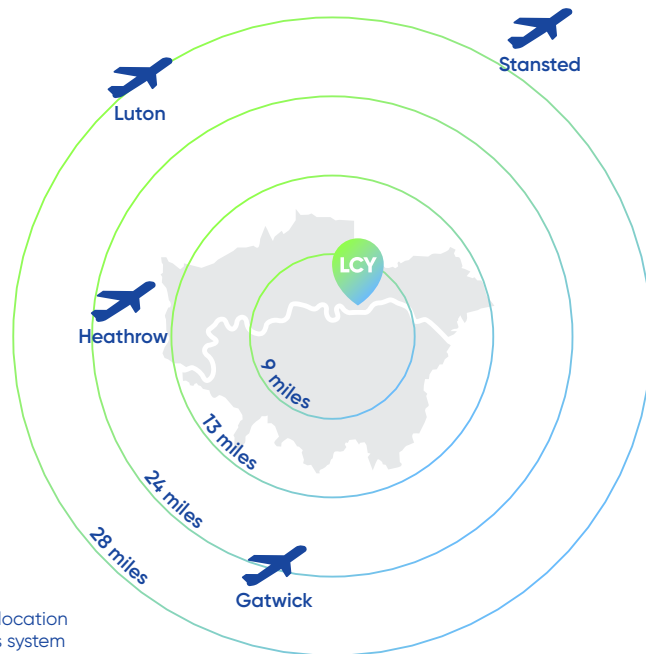 Stansted
Luton
LCY
Heathrow
9 miles
13 miles
24 miles
28 miles
Gatwick
location
system